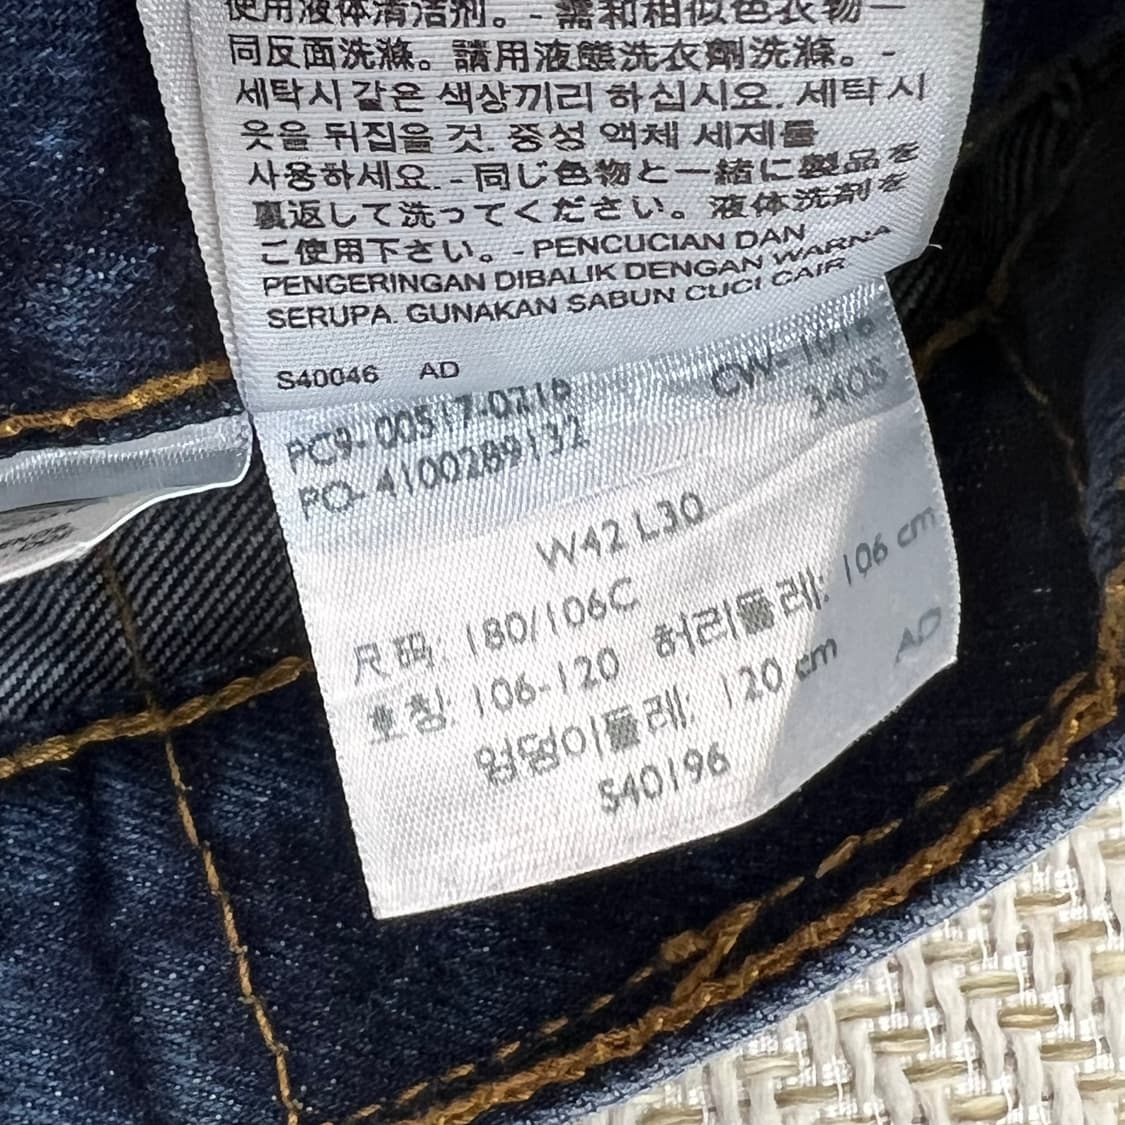 使用液体清洁剂。- 需和相似色衣物一
同反面洗滌。請用液態洗衣劑洗滌。-
세탁시 같은 색상끼리 하십시요. 세탁시
옷을 뒤집을 것. 중성 액체 세제를
사용하세요. - 同じ色物と一緒に製品を
裏返して洗ってください。液体洗剤を
ご使用下さい。- PENCUCIAN DAN
PENGERINGAN DIBALIK DENGAN WARNA
SERUPA. GUNAKAN SABUN CUCI CAIR
S40046 AD
PC9-00517-0216 CW-1016
PO-4100289132 3405
W42 L30
尺码: 180/106C
호칭: 106-120 허리둘레: 106 cm
엉덩이둘레: 120 cm AD
S40196